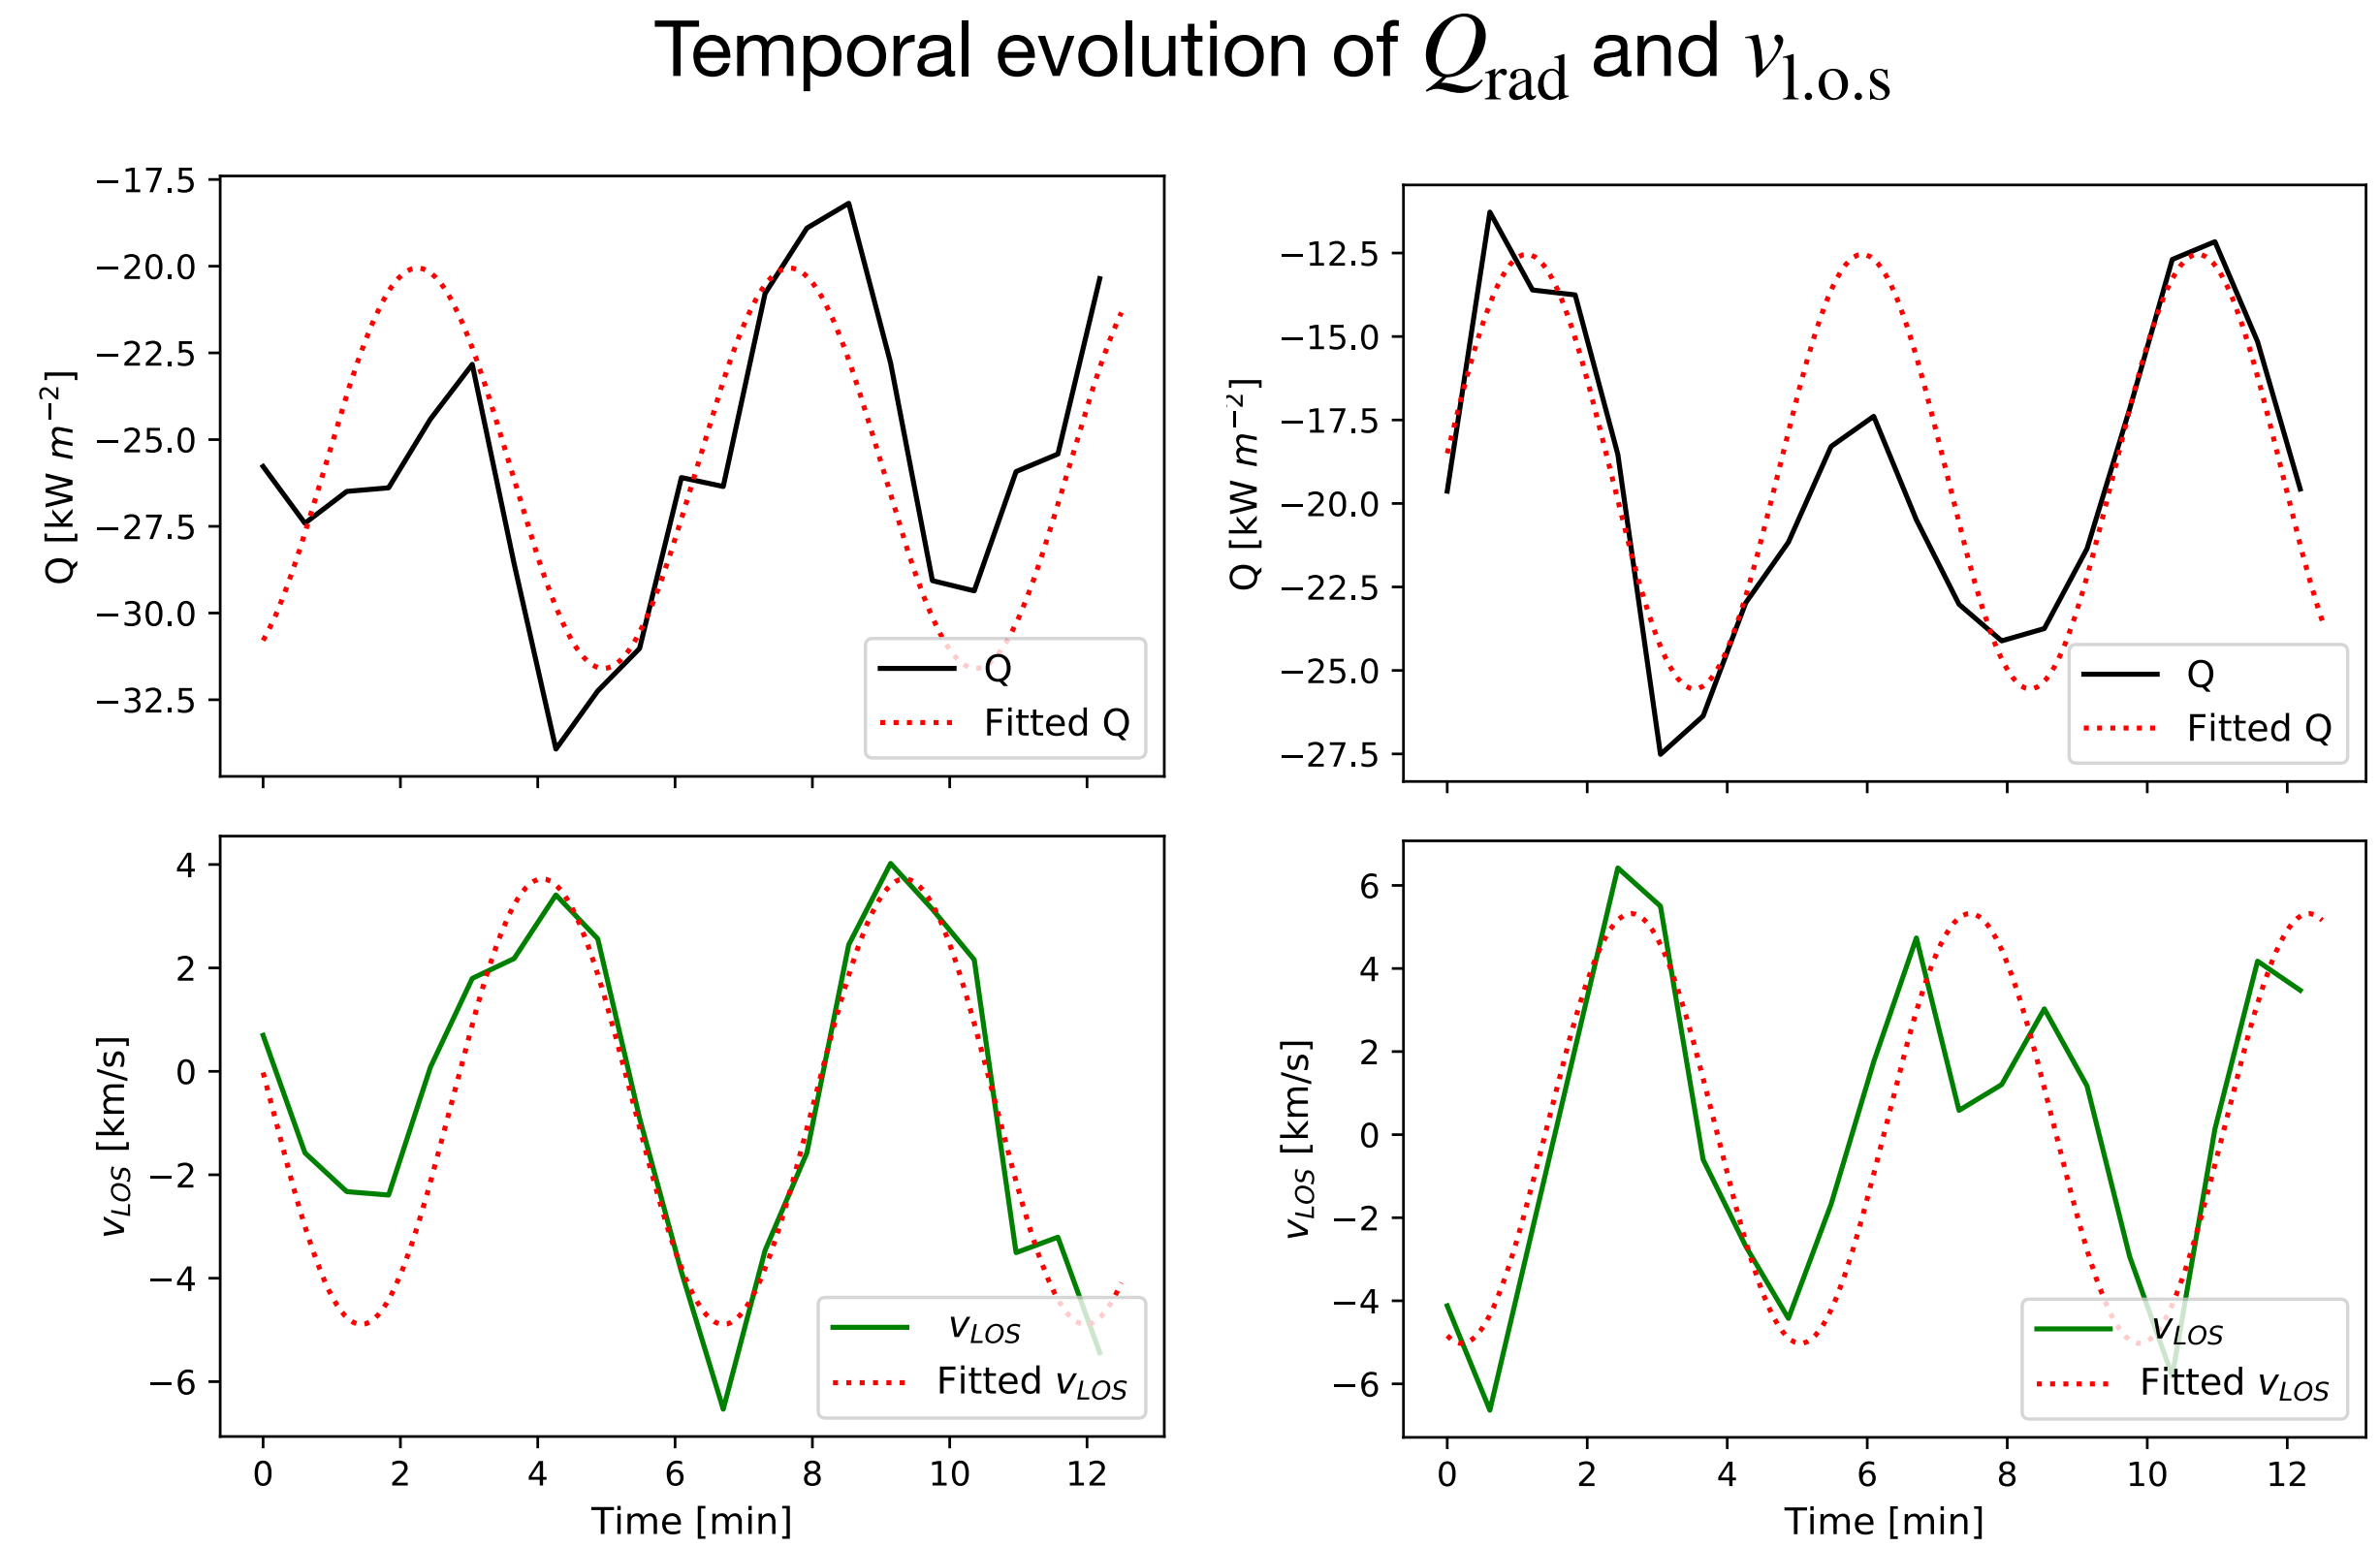 Temporal evolution of Q_rad and v_l.o.s
−17.5
−20.0
−22.5
−25.0
−27.5
−30.0
−32.5
Q [kW m⁻²]
Q
Fitted Q
−12.5
−15.0
−17.5
−20.0
−22.5
−25.0
−27.5
Q [kW m⁻²]
Q
Fitted Q
4
2
0
−2
−4
−6
v_LOS [km/s]
v_LOS
Fitted v_LOS
0 2 4 6 8 10 12
Time [min]
6
4
2
0
−2
−4
−6
v_LOS [km/s]
v_LOS
Fitted v_LOS
0 2 4 6 8 10 12
Time [min]